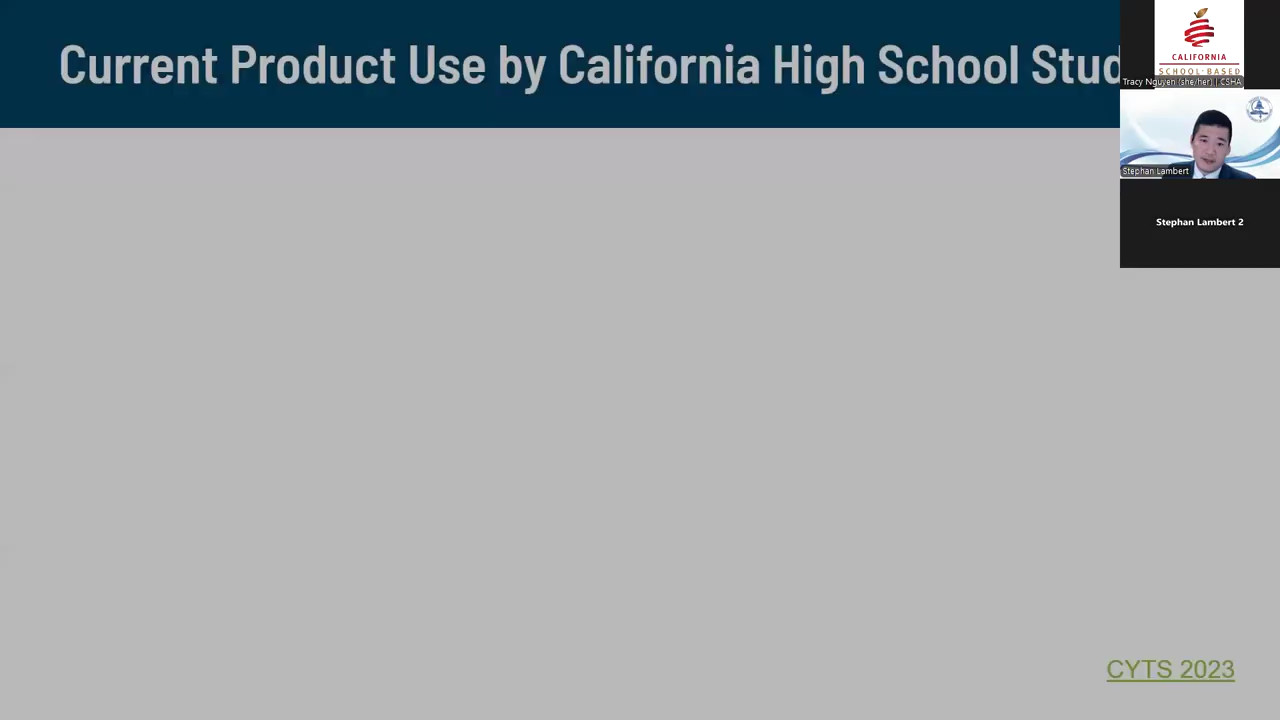 Current Product Use by California High School Stud
CALIFORNIA
SCHOOL-BASED
Tracy Nguyen (she/her) | CSHA
Stephan Lambert
Stephan Lambert 2
CYTS 2023